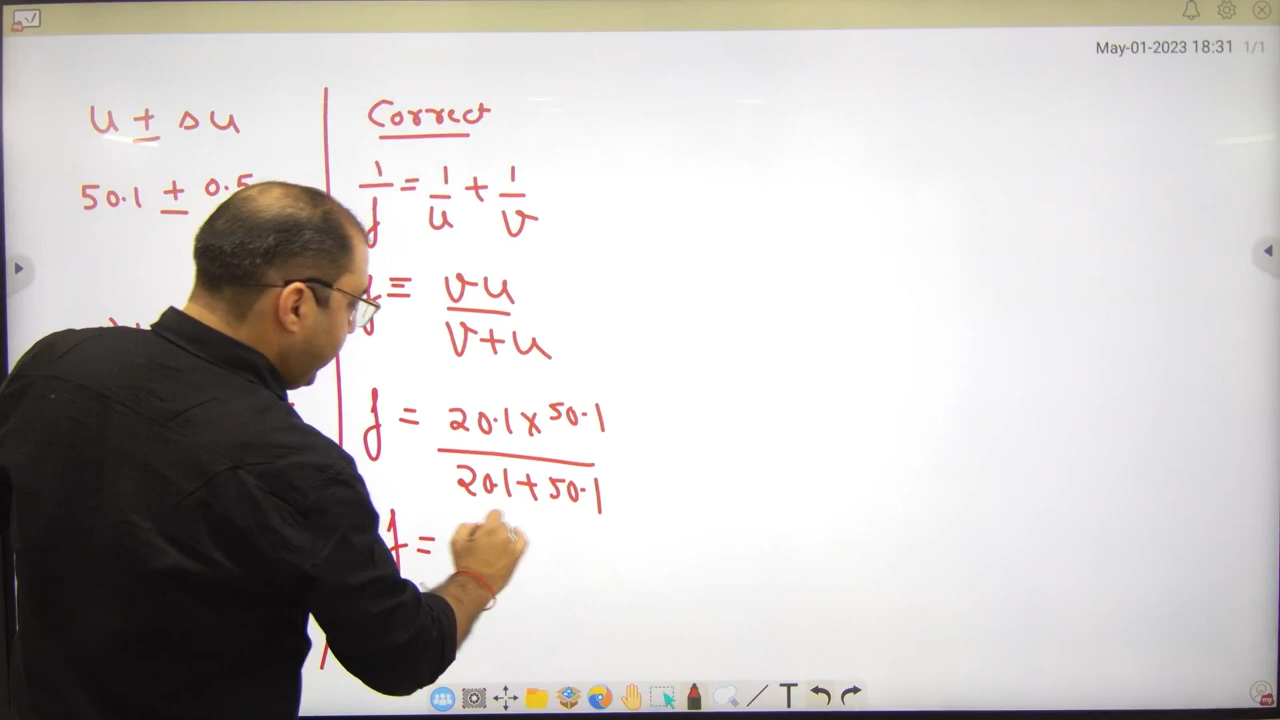 May-01-2023 18:31 1/1
u ± Δu
50.1 ± 0.5
Correct
1/f = 1/u + 1/v
f = vu/v+u
f = 20.1 x 50.1/20.1 + 50.1
f =
T